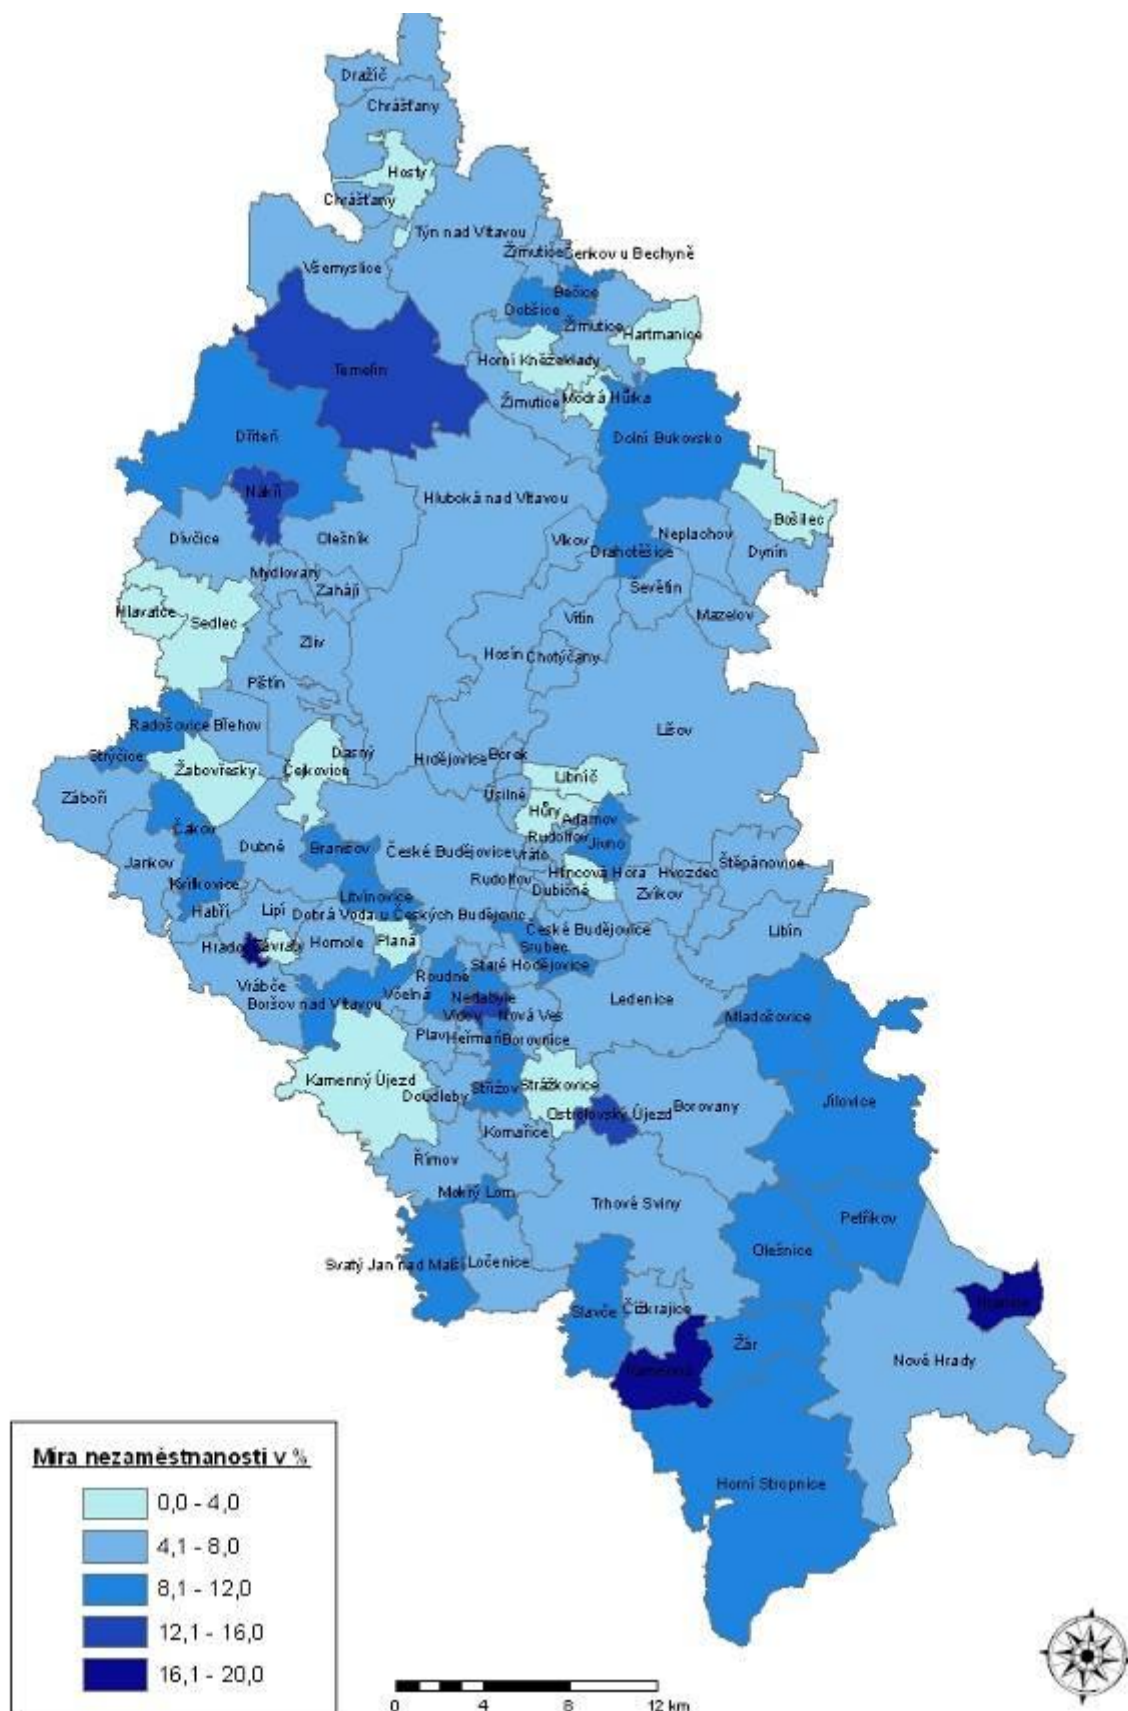 Dražíč
Chrášťany
Hosty
Chrášťany
Týn nad Vltavou
Žimutice
Čenkov u Bechyně
Všemyslice
Bečice
Dobšice
Žimutice
Hartmanice
Horní Kněžeklady
Temelín
Modrá Hůrka
Žimutice
Dříteň
Dolní Bukovsko
Nákří
Hluboká nad Vltavou
Bošilec
Olešník
Vlkov
Neplachov
Dívčice
Drahotěšice
Dynín
Mydlovary
Zahájí
Ševětín
Hlavatce
Sedlec
Vitín
Mazelov
Zliv
Hosín
Chotýčany
Pištín
Radošovice
Břehov
Lišov
Strýčice
Dasný
Hrdějovice
Borek
Žabovřesky
Čejkovice
Libníč
Záboří
Úsilné
Hůry
Adamov
Čakov
Rudolfov
Jivno
Dubné
Branišov
České Budějovice
Vráto
Jankov
Hlincová Hora
Hvozdec
Štěpánovice
Křikovice
Rudolfov
Dubičné
Zvíkov
Litvínovice
Habří
Lipí
Dobrá Voda u Českých Budějovic
České Budějovice
Libín
Homole
Planá
Srubec
Vrábče
Roudné
Staré Hodějovice
Boršov nad Vltavou
Včelná
Nedabyle
Ledenice
Vidov
Nová Ves
Mladošovice
Plav
Heřmaň
Borovnice
Kamenný Újezd
Doudleby
Střížov
Strážkovice
Borovany
Jílovice
Ostrolovský Újezd
Komařice
Římov
Mokrý Lom
Trhové Sviny
Petříkov
Olešnice
Svatý Jan nad Malší
Ločenice
Slavče
Čížkrajice
Žár
Nové Hrady
Kamenná
Horní Stropnice
Míra nezaměstnanosti v %
0,0 - 4,0
4,1 - 8,0
8,1 - 12,0
12,1 - 16,0
16,1 - 20,0
0 4 8 12 km